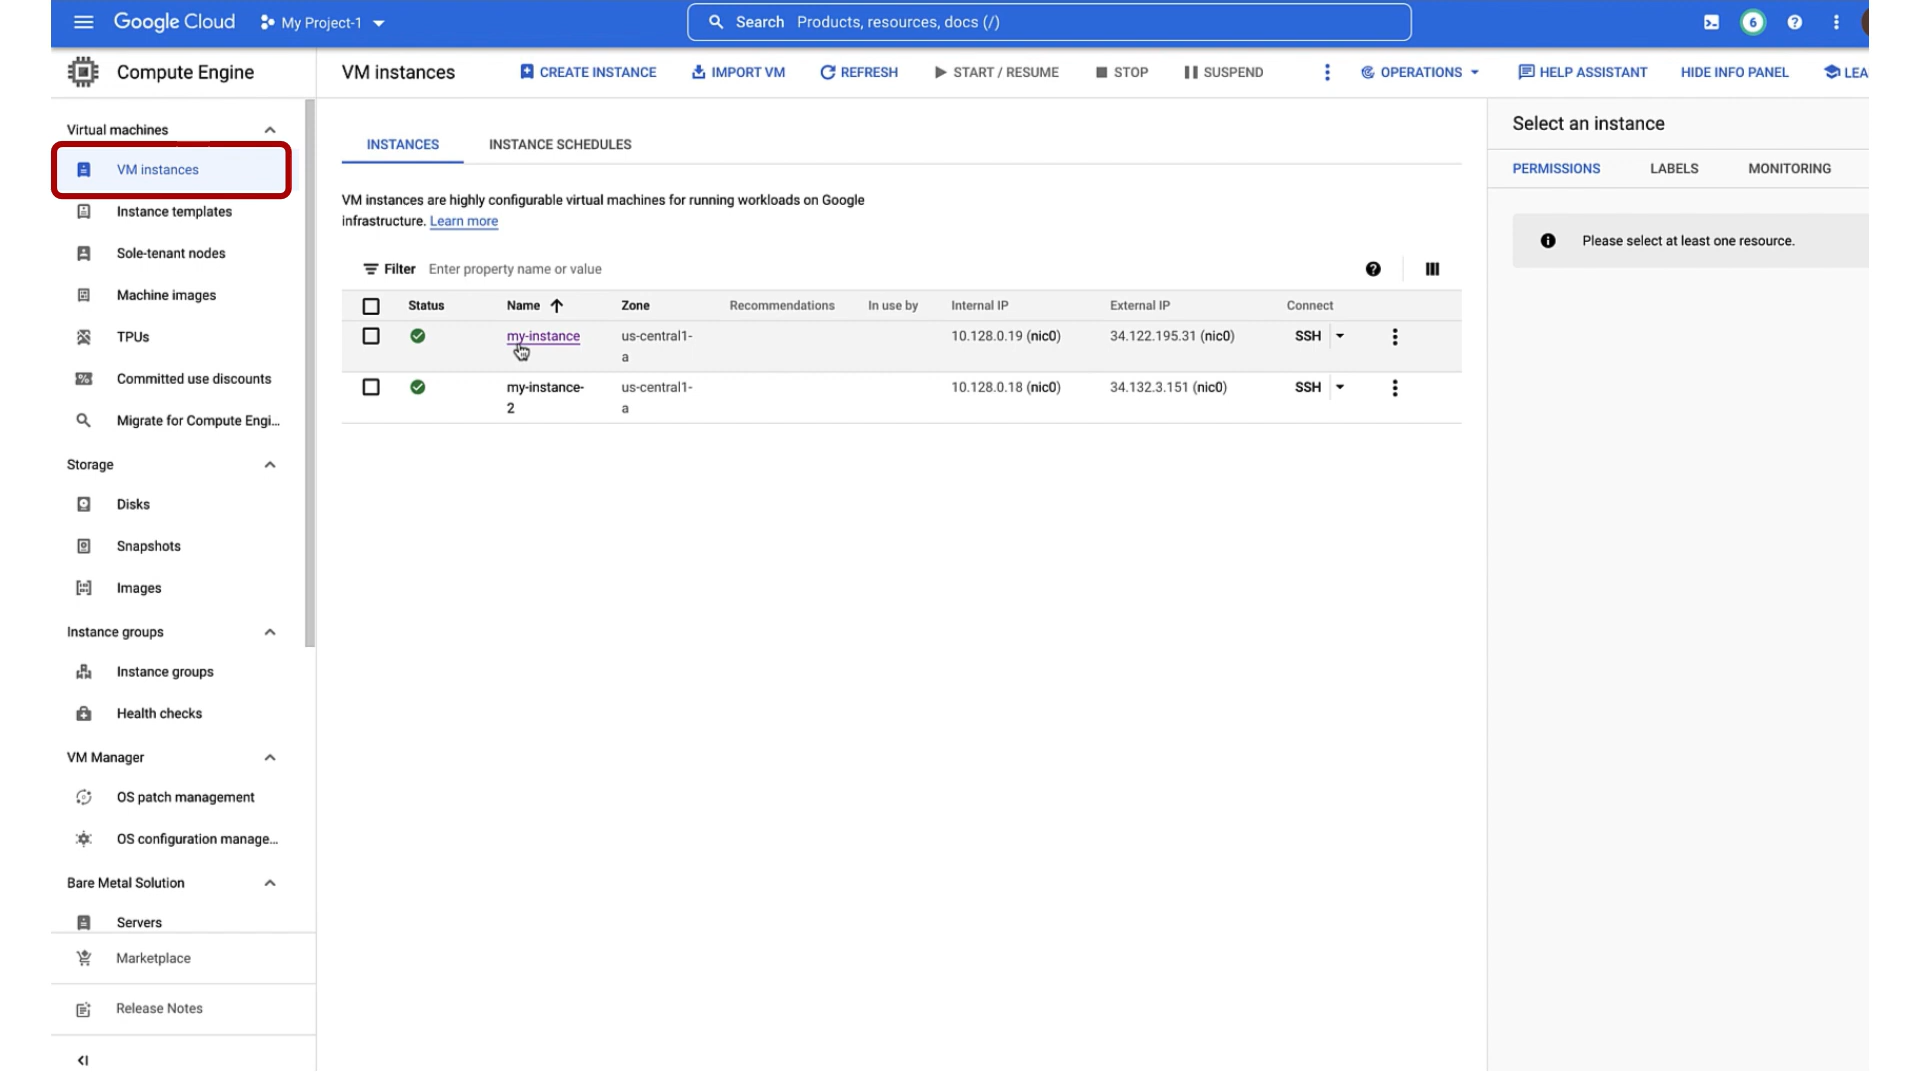 Google Cloud
My Project-1
Search Products, resources, docs (/)
6
Compute Engine
VM instances
CREATE INSTANCE
IMPORT VM
REFRESH
START / RESUME
STOP
SUSPEND
OPERATIONS
HELP ASSISTANT
HIDE INFO PANEL
LEA
Virtual machines
VM instances
Instance templates
Sole-tenant nodes
Machine images
TPUs
Committed use discounts
Migrate for Compute Engi...
Storage
Disks
Snapshots
Images
Instance groups
Instance groups
Health checks
VM Manager
OS patch management
OS configuration manage...
Bare Metal Solution
Servers
Marketplace
Release Notes
INSTANCES
INSTANCE SCHEDULES
VM instances are highly configurable virtual machines for running workloads on Google
infrastructure. Learn more
Filter Enter property name or value
Status Name Zone Recommendations In use by Internal IP External IP Connect
my-instance us-central1- 10.128.0.19 (nic0) 34.122.195.31 (nic0) SSH
a
my-instance- us-central1- 10.128.0.18 (nic0) 34.132.3.151 (nic0) SSH
2 a
Select an instance
PERMISSIONS LABELS MONITORING
Please select at least one resource.